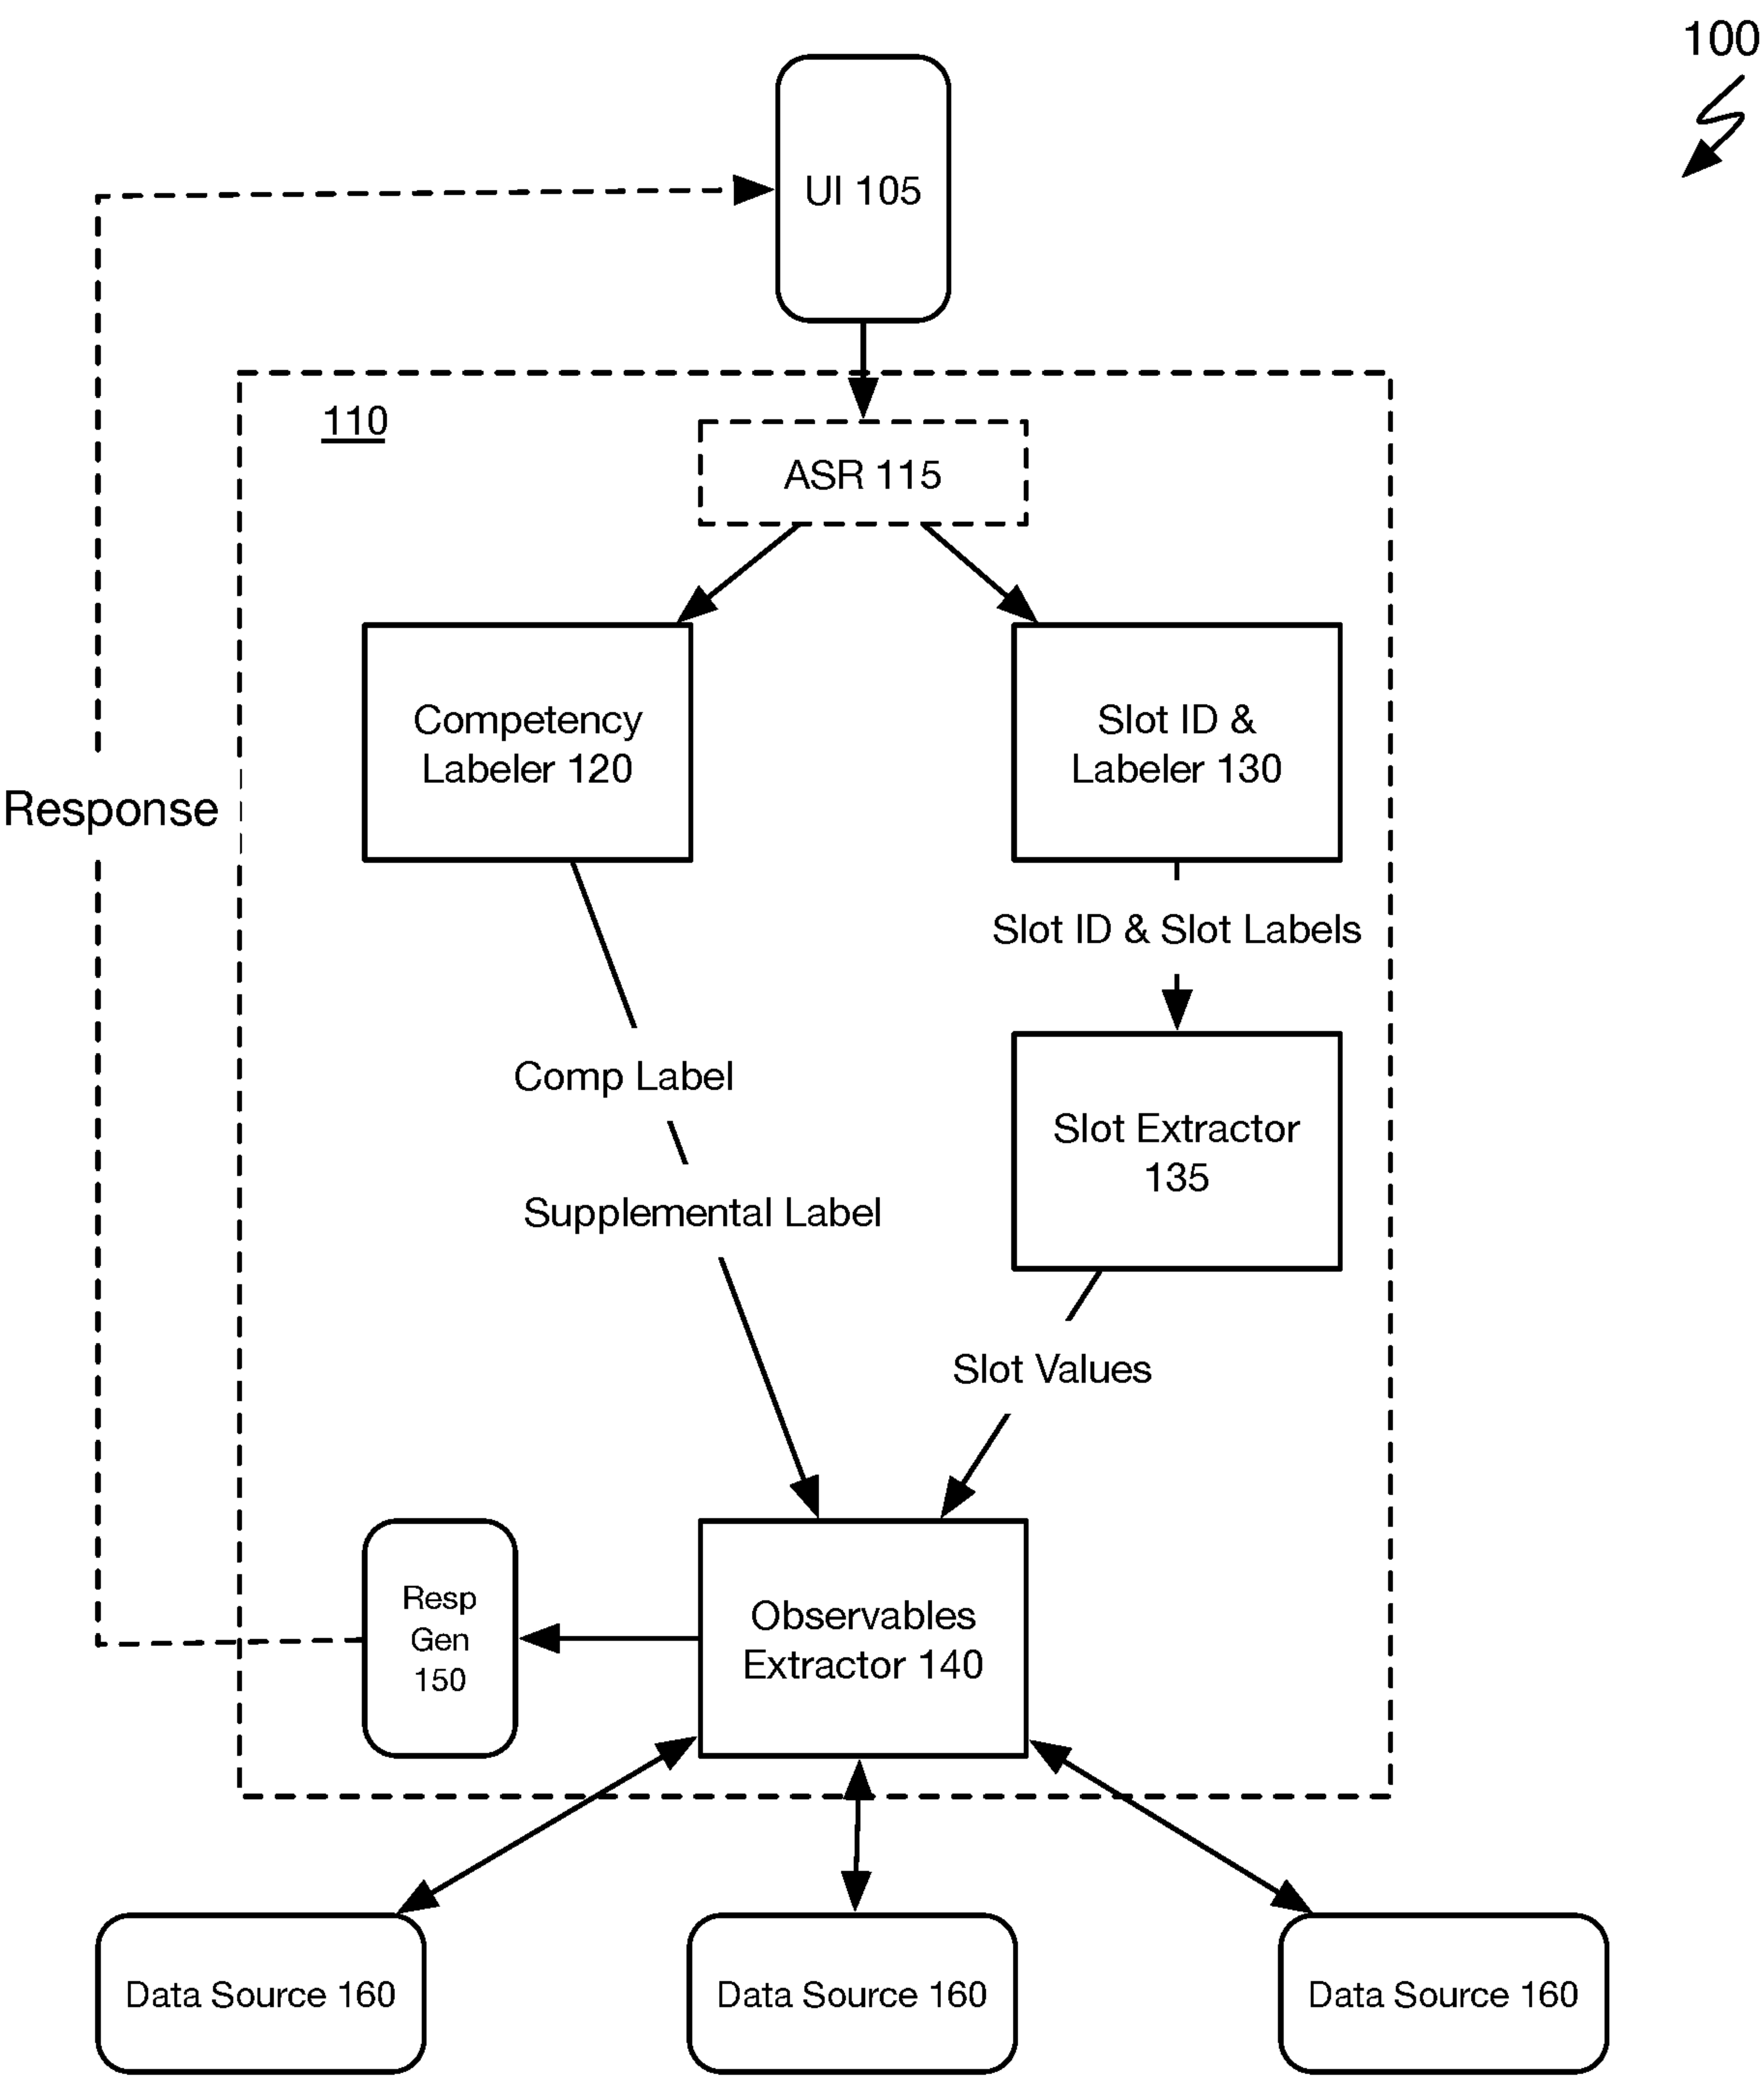 100
UI 105
110
ASR 115
Competency
Labeler 120
Slot ID &
Labeler 130
Response
Slot ID & Slot Labels
Comp Label
Slot Extractor
135
Supplemental Label
Slot Values
Resp
Gen
150
Observables
Extractor 140
Data Source 160
Data Source 160
Data Source 160